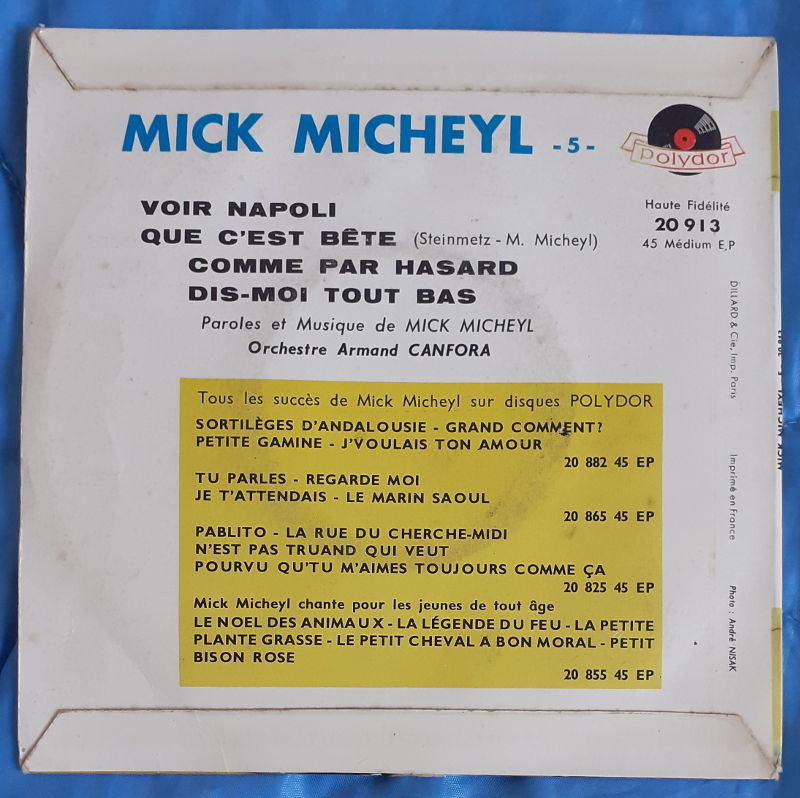 MICK MICHEYL - 5 -
Polydor
Haute Fidélité
20 913
45 Médium E,P
VOIR NAPOLI
QUE C'EST BÊTE (Steinmetz - M. Micheyl)
COMME PAR HASARD
DIS-MOI TOUT BAS
Paroles et Musique de MICK MICHEYL
Orchestre Armand CANFORA
Tous les succès de Mick Micheyl sur disques POLYDOR
SORTILÈGES D'ANDALOUSIE - GRAND COMMENT?
PETITE GAMINE - J'VOULAIS TON AMOUR
20 882 45 EP
TU PARLES - REGARDE MOI
JE T'ATTENDAIS - LE MARIN SAOUL
20 865 45 EP
PABLITO - LA RUE DU CHERCHE-MIDI
N'EST PAS TRUAND QUI VEUT
POURVU QU'TU M'AIMES TOUJOURS COMME ÇA
20 825 45 EP
Mick Micheyl chante pour les jeunes de tout âge
LE NOEL DES ANIMAUX - LA LÉGENDE DU FEU - LA PETITE
PLANTE GRASSE - LE PETIT CHEVAL A BON MORAL - PETIT
BISON ROSE
20 855 45 EP
DILLARD & Cie, Imp. Paris
Imprimé en France
Photo : André NISAK
MICK MICHEYL